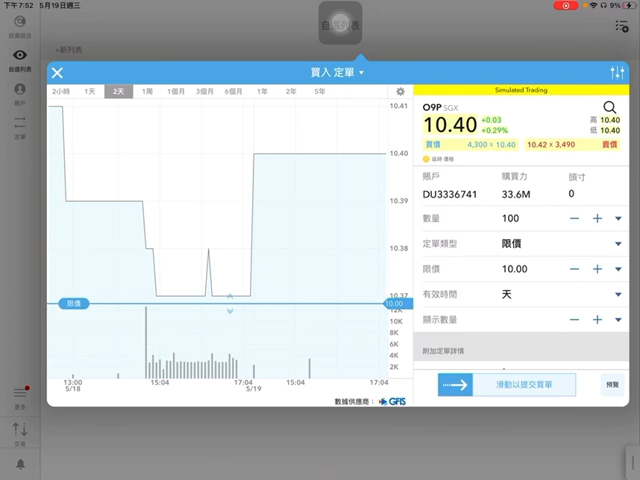 下午7:52 5月19日週三
9%
自選列表
投資組合
+新列表
自選列表
賬戶
定單
更多
交易
買入 定單
2小時 1天 2天 1周 1個月 3個月 6個月 1年 2年 5年
10.41
10.40
10.39
10.38
10.37
限價
10.00
12K
10K
8K
6K
4K
2K
13:00 15:04 17:04 15:04 17:04
5/18 5/19
數據供應商： GFIS
Simulated Trading
O9P SGX
10.40 +0.03
+0.29%
高 10.40
低 10.40
買價 4,300 × 10.40
10.42 × 3,490 賣價
延時 價格
賬戶 購買力 頭寸
DU3336741 33.6M 0
數量 100
定單類型 限價
限價 10.00
有效時間 天
顯示數量
附加定單詳情
滑動以提交買單
預覽